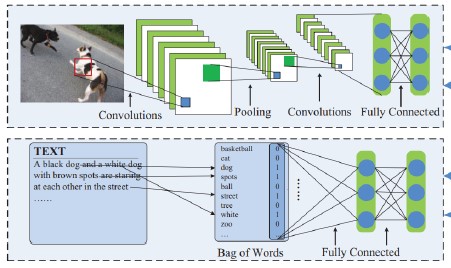 Convolutions
Pooling
Convolutions
Fully Connected
TEXT
A black dog and a white dog
with brown spots are staring
at each other in the street
......
basketball
cat 0
dog 1
spots 1
ball 0
street 1
tree 0
white 1
zoo 0
...
......
Bag of Words
Fully Connected